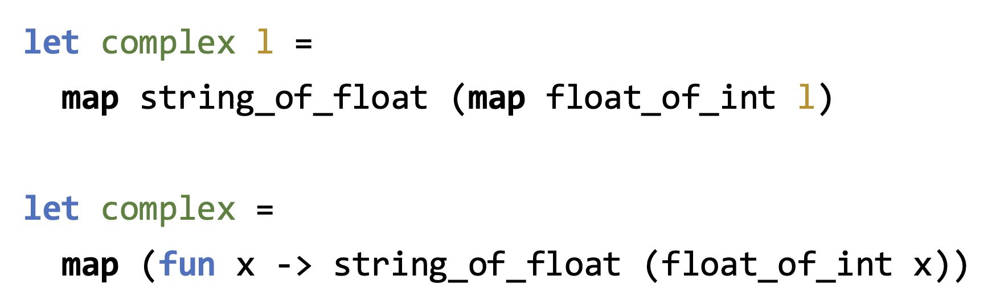 let complex l =
map string_of_float (map float_of_int l)
let complex =
map (fun x -> string_of_float (float_of_int x))